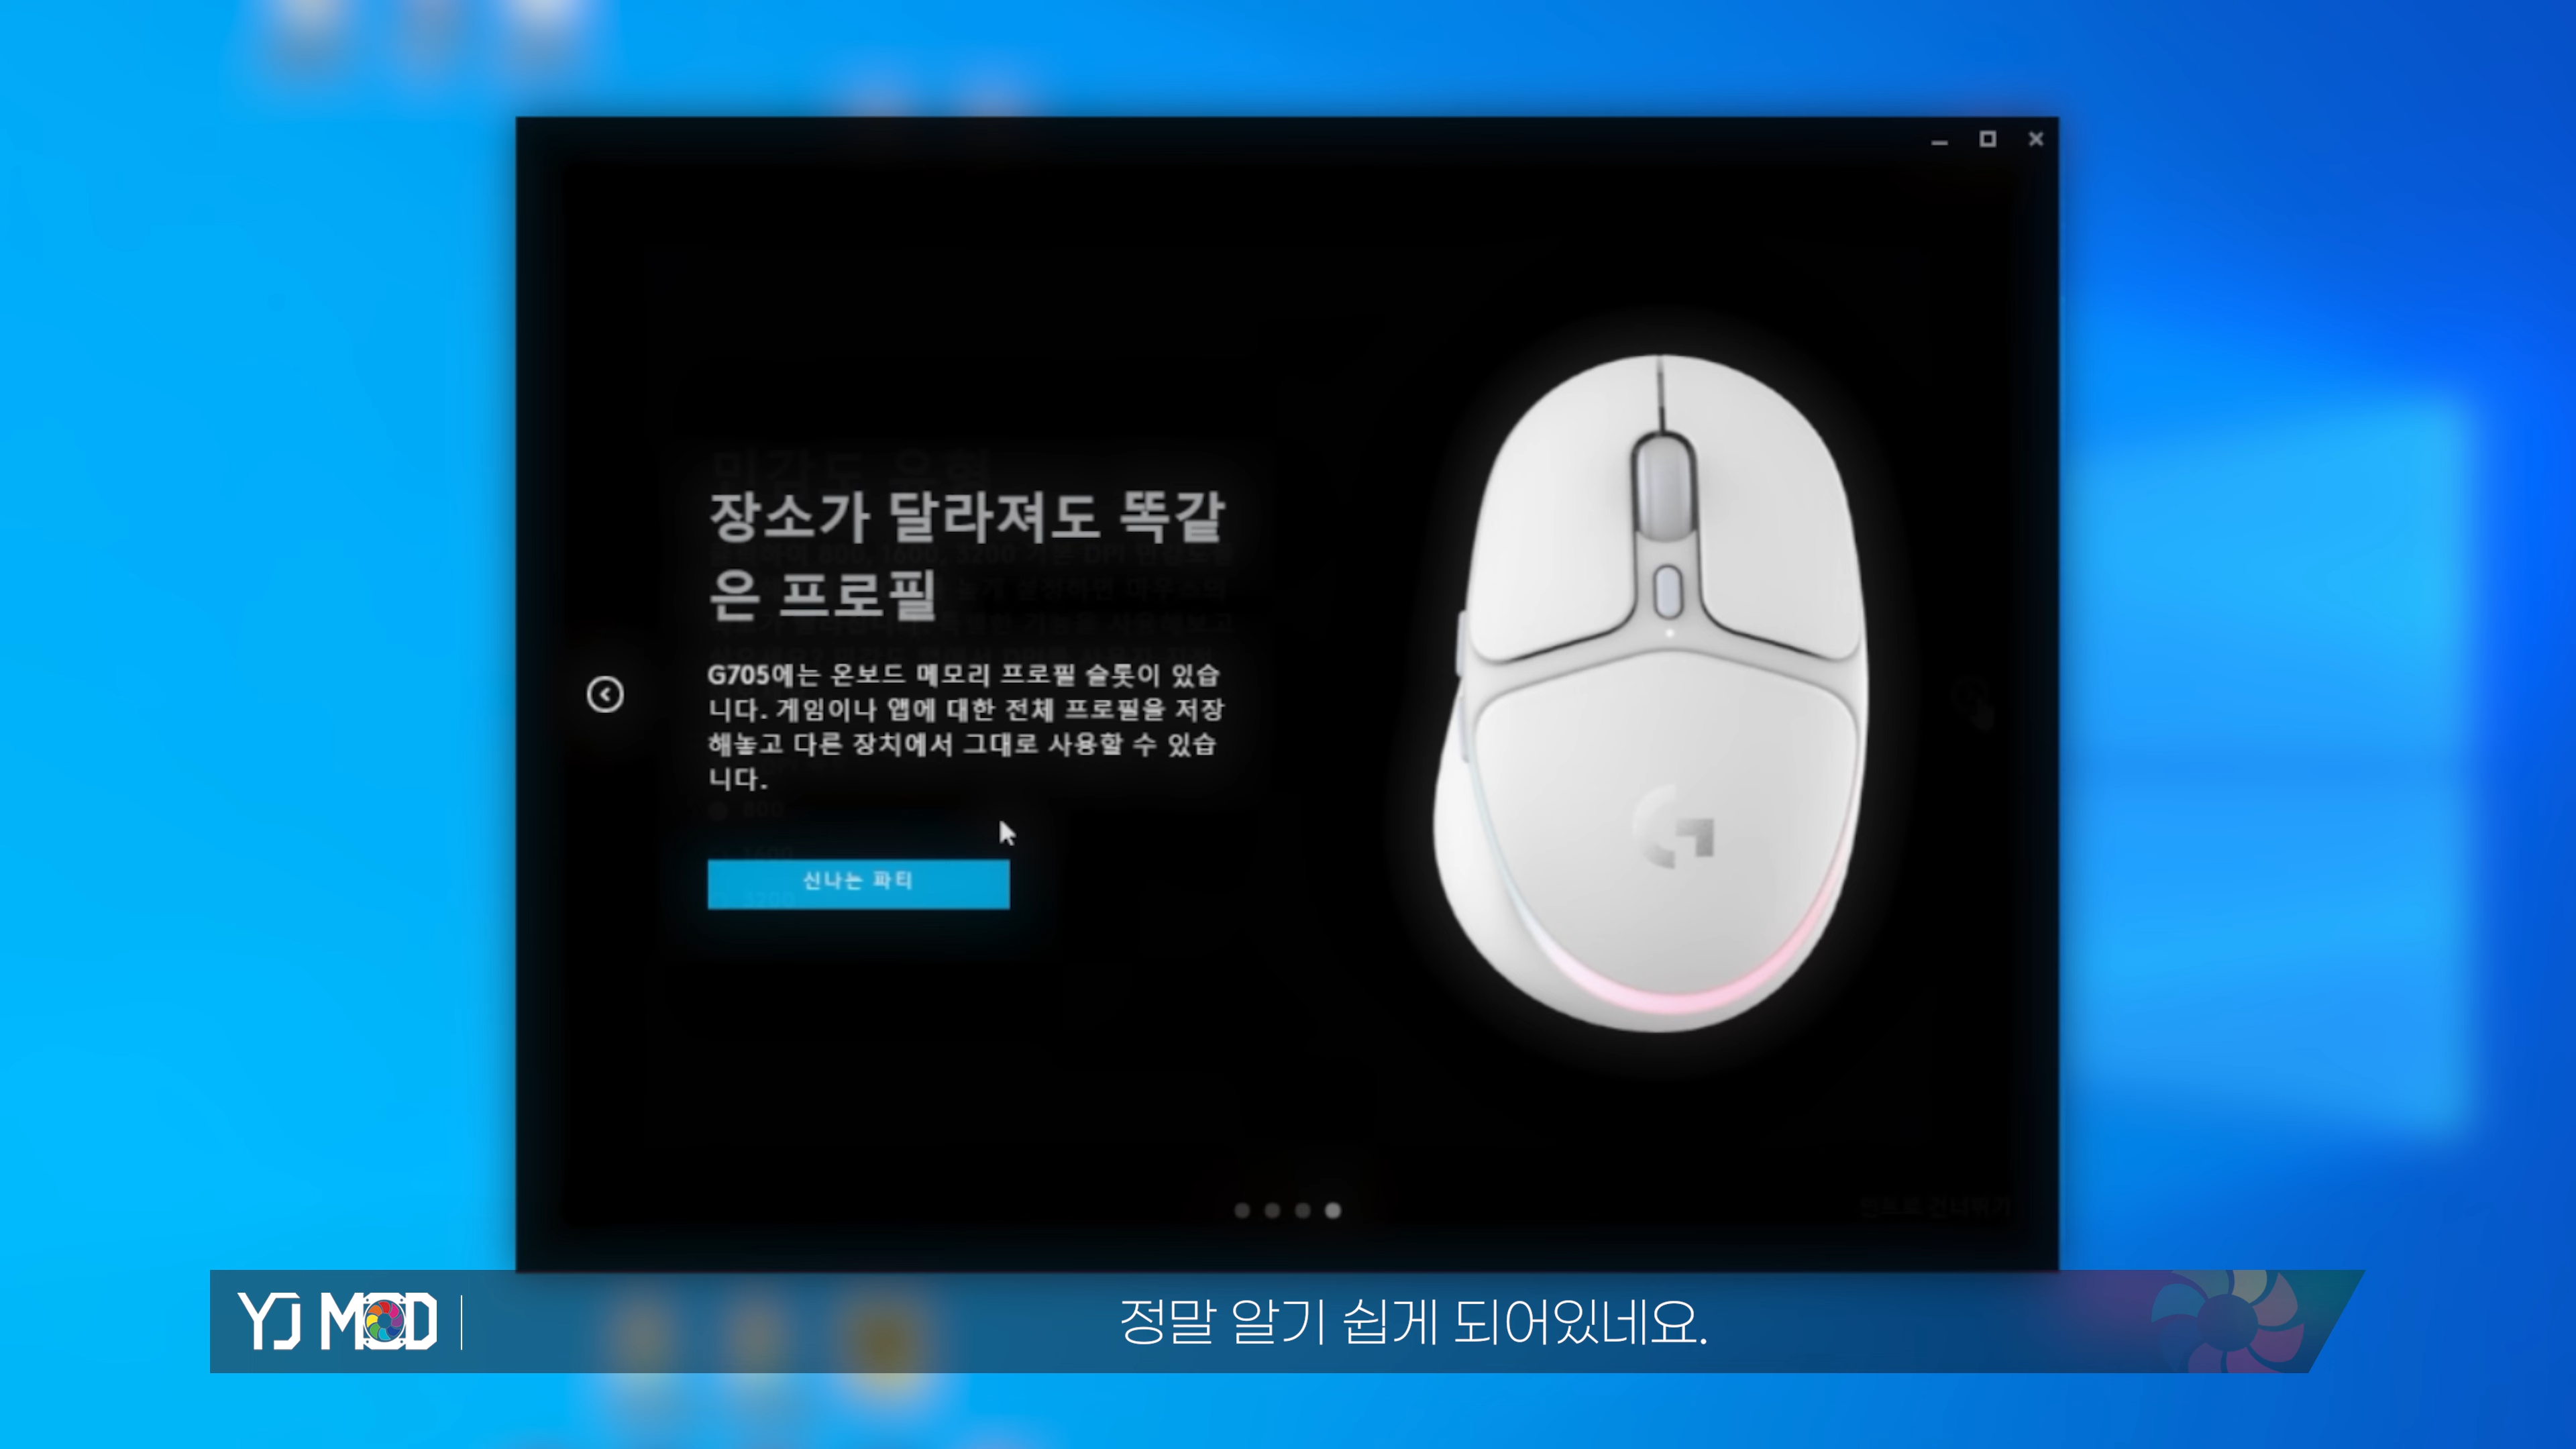 장소가 달라져도 똑같
은 프로필
G705에는 온보드 메모리 프로필 슬롯이 있습
니다. 게임이나 앱에 대한 전체 프로필을 저장
해놓고 다른 장치에서 그대로 사용할 수 있습
니다.
신나는 파티
YJ MOD
정말 알기 쉽게 되어있네요.